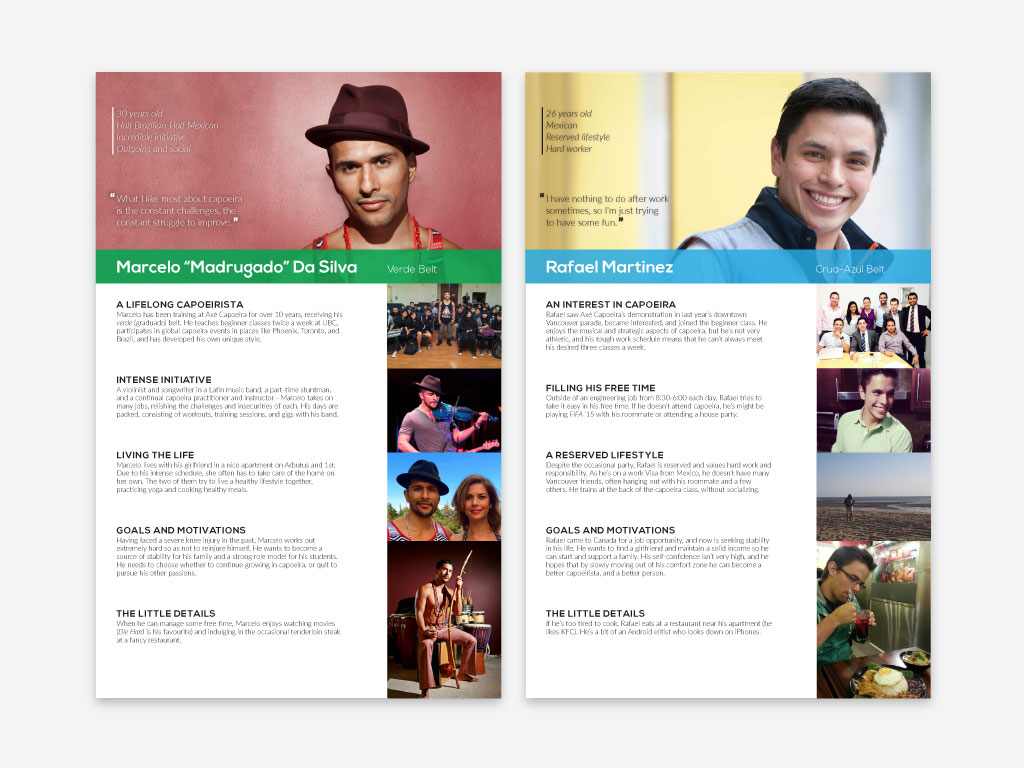 30 years old
Half Brazilian-Half Mexican
Incredible initiative
Outgoing and social
“What I like most about capoeira
is the constant challenges, the
constant struggle to improve.”
Marcelo “Madrugado” Da Silva
Verde Belt
A LIFELONG CAPOEIRISTA
Marcelo has been training at Axé Capoeira for over 10 years, receiving his
verde (graduado) belt. He teaches beginner classes twice a week at UBC,
participates in global capoeira events in places like Phoenix, Toronto, and
Brazil, and has developed his own unique style.
INTENSE INITIATIVE
A violinist and songwriter in a Latin music band, a part-time stuntman,
and a continual capoeira practitioner and instructor - Marcelo takes on
many jobs, relishing the challenges and insecurities of each. His days are
packed, consisting of workouts, training sessions, and gigs with his band.
LIVING THE LIFE
Marcelo lives with his girlfriend in a nice apartment on Arbutus and 1st.
Due to his intense schedule, she often has to take care of the home on
her own. The two of them try to live a healthy lifestyle together,
practicing yoga and cooking healthy meals.
GOALS AND MOTIVATIONS
Having faced a severe knee injury in the past, Marcelo works out
extremely hard so as not to reinjure himself. He wants to become a
source of stability for his family and a strong role model for his students.
He needs to choose whether to continue growing in capoeira, or quit to
pursue his other passions.
THE LITTLE DETAILS
When he can manage some free time, Marcelo enjoys watching movies
(Die Hard is his favourite) and indulging in the occasional tenderloin steak
at a fancy restaurant.
26 years old
Mexican
Reserved lifestyle
Hard worker
“I have nothing to do after work
sometimes, so I'm just trying
to have some fun.”
Rafael Martinez
Crua-Azul Belt
AN INTEREST IN CAPOEIRA
Rafael saw Axé Capoeira's demonstration in last year's downtown
Vancouver parade, became interested, and joined the beginner class. He
enjoys the musical and strategic aspects of capoeira, but he's not very
athletic, and his tough work schedule means that he can't always meet
his desired three classes a week.
FILLING HIS FREE TIME
Outside of an engineering job from 8:30-6:00 each day, Rafael tries to
take it easy in his free time. If he doesn't attend capoeira, he's might be
playing FIFA '15 with his roommate or attending a house party.
A RESERVED LIFESTYLE
Despite the occasional party, Rafael is reserved and values hard work and
responsibility. As he's on a work Visa from Mexico, he doesn't have many
Vancouver friends, often hanging out with his roommate and a few
others. He trains at the back of the capoeira class, without socializing.
GOALS AND MOTIVATIONS
Rafael came to Canada for a job opportunity, and now is seeking stability
in his life. He wants to find a girlfriend and maintain a solid income so he
can start and support a family. His self-confidence isn't very high, and he
hopes that by slowly moving out of his comfort zone he can become a
better capoeirista, and a better person.
THE LITTLE DETAILS
If he's too tired to cook, Rafael eats at a restaurant near his apartment (he
likes KFC). He's a bit of an Android elitist who looks down on iPhones.